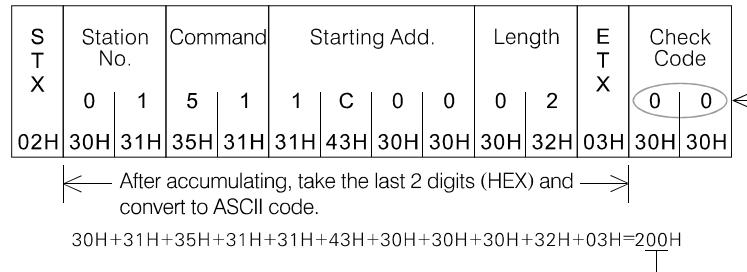 STX Station No. Command Starting Add. Length ETX Check Code
0 1 5 1 1 C 0 0 0 2 0 0
02H 30H 31H 35H 31H 31H 43H 30H 30H 30H 32H 03H 30H 30H
After accumulating, take the last 2 digits (HEX) and
convert to ASCII code.
30H+31H+35H+31H+31H+43H+30H+30H+30H+32H+03H=200H